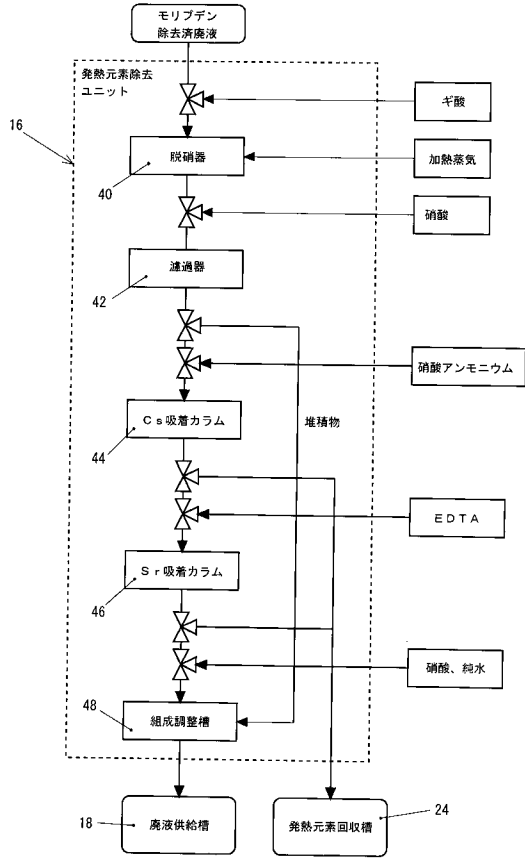 モリブデン
除去済廃液
発熱元素除去
ユニット
16
ギ酸
脱硝器
40
加熱蒸気
硝酸
濾過器
42
硝酸アンモニウム
Ｃｓ吸着カラム
44
堆積物
ＥＤＴＡ
Ｓｒ吸着カラム
46
硝酸、純水
組成調整槽
48
廃液供給槽
18
発熱元素回収槽
24